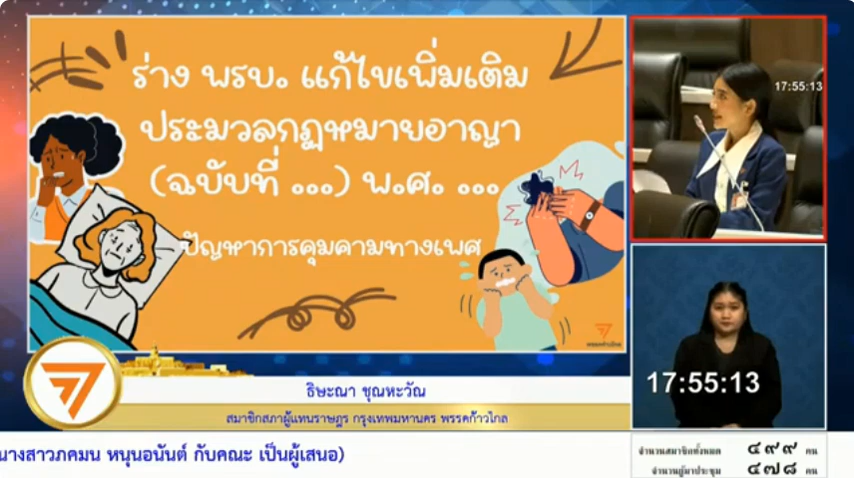 ร่าง พรบ. แก้ไขเพิ่มเติม
ประมวลกฎหมายอาญา
(ฉบับที่ ...) พ.ศ. ...
ปัญหาการคุมคามทางเพศ
17:55:13
17:55:13
ธิษะณา ชุณหะวัณ
สมาชิกสภาผู้แทนราษฎร กรุงเทพมหานคร พรรคก้าวไกล
นางสาวภคมน หนุนอนันต์ กับคณะ เป็นผู้เสนอ)
จำนวนสมาชิกทั้งหมด ๔๙๙ คน
จำนวนผู้มาประชุม ๔๗๘ คน